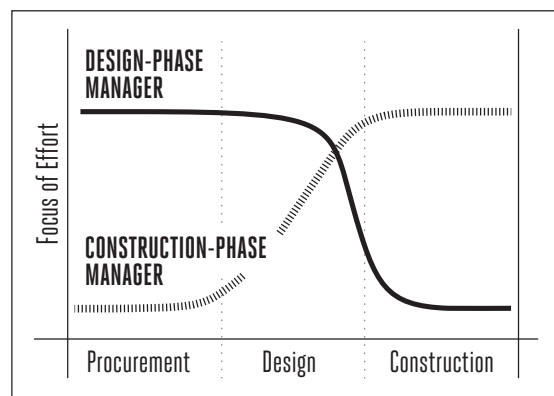 DESIGN-PHASE
MANAGER
Focus of Effort
CONSTRUCTION-PHASE
MANAGER
Procurement
Design
Construction